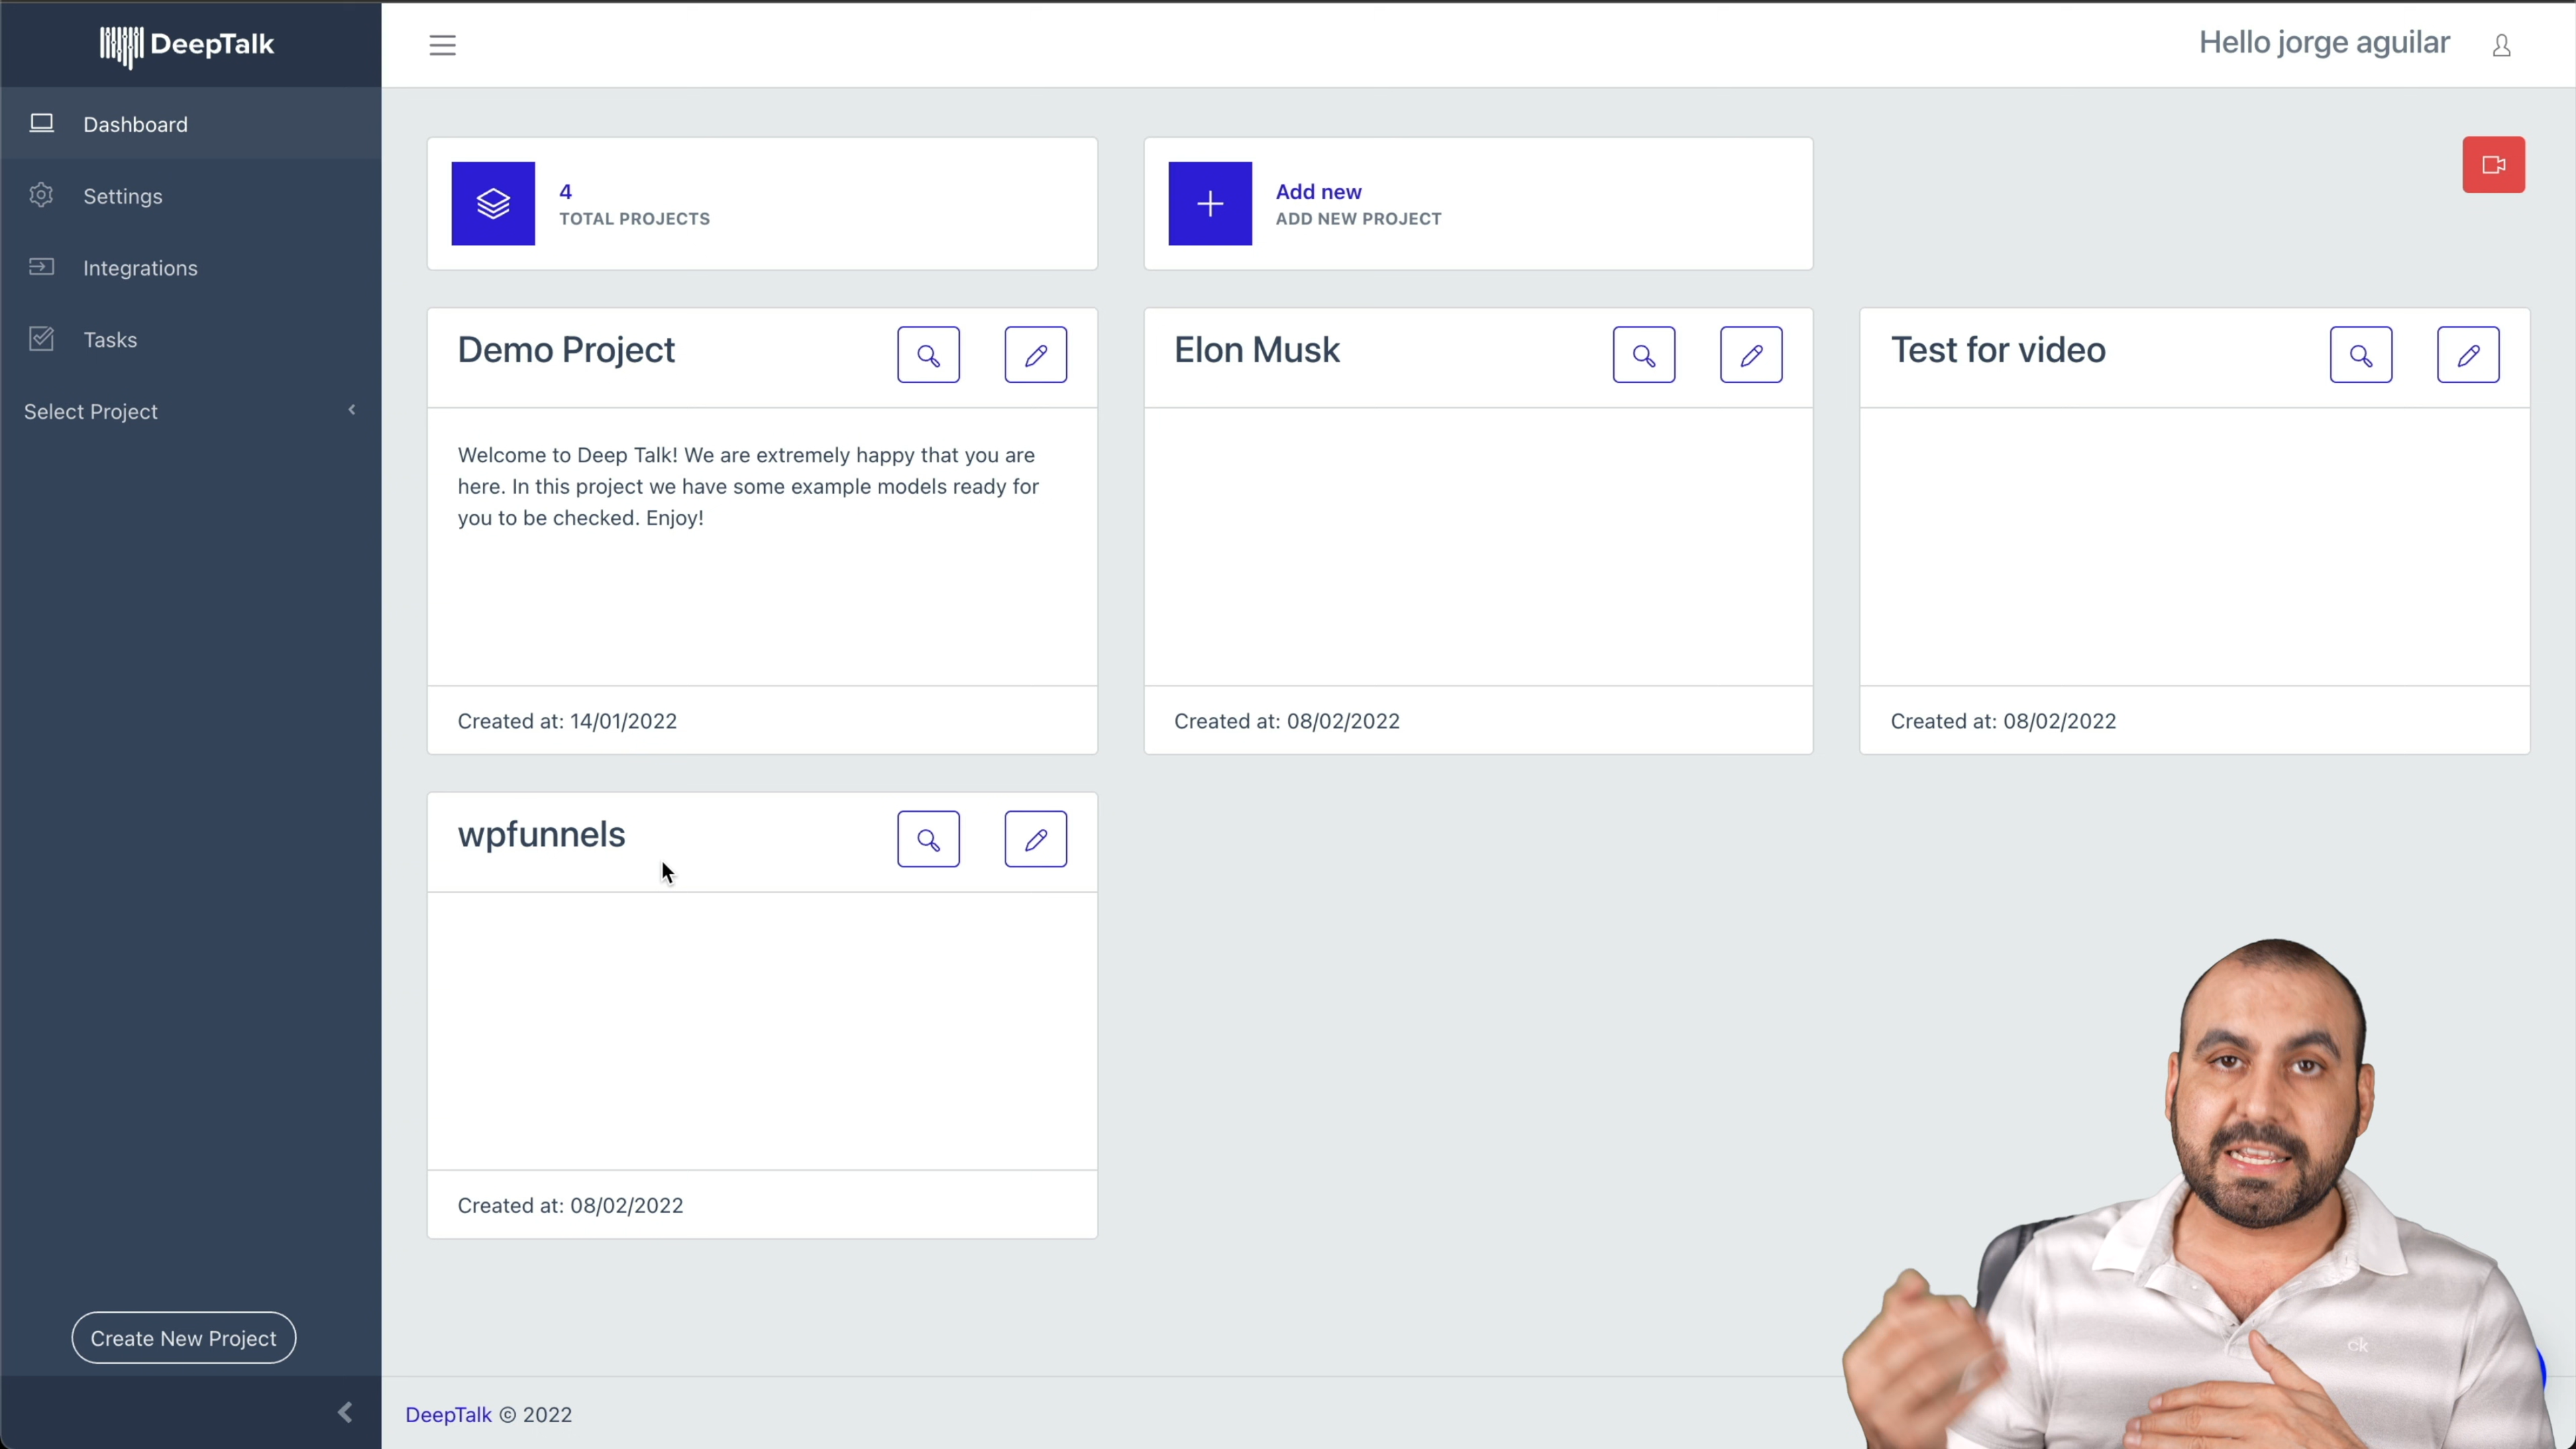 DeepTalk
Hello jorge aguilar
Dashboard
Settings
Integrations
Tasks
Select Project
4
TOTAL PROJECTS
Add new
ADD NEW PROJECT
Demo Project
Welcome to Deep Talk! We are extremely happy that you are
here. In this project we have some example models ready for
you to be checked. Enjoy!
Created at: 14/01/2022
Elon Musk
Created at: 08/02/2022
Test for video
Created at: 08/02/2022
wpfunnels
Created at: 08/02/2022
Create New Project
DeepTalk © 2022
ck